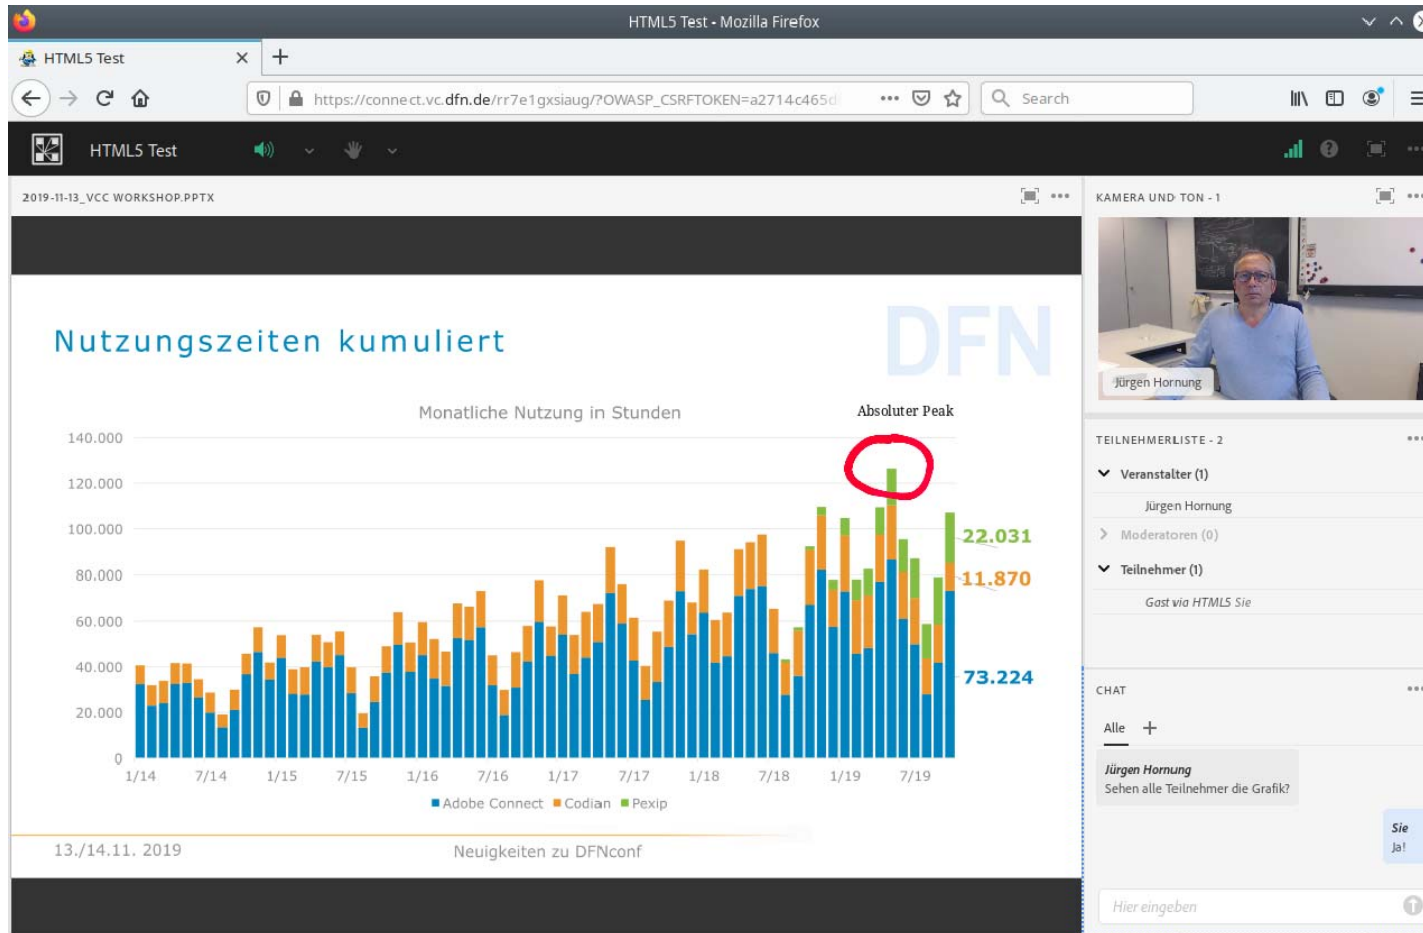 HTML5 Test - Mozilla Firefox
HTML5 Test
https://connect.vc.dfn.de/rr7e1gxsiaug/?OWASP_CSRFTOKEN=a2714c465d
Search
HTML5 Test
2019-11-13_VCC WORKSHOP.PPTX
DFN
Nutzungszeiten kumuliert
Monatliche Nutzung in Stunden
Absoluter Peak
140.000
120.000
100.000
80.000
60.000
40.000
20.000
0
22.031
11.870
73.224
1/14 7/14 1/15 7/15 1/16 7/16 1/17 7/17 1/18 7/18 1/19 7/19
Adobe Connect Codian Pexip
13./14.11. 2019 Neuigkeiten zu DFNconf
KAMERA UND TON - 1
Jürgen Hornung
TEILNEHMERLISTE - 2
Veranstalter (1)
Jürgen Hornung
Moderatoren (0)
Teilnehmer (1)
Gast via HTML5 Sie
CHAT
Alle
Jürgen Hornung
Sehen alle Teilnehmer die Grafik?
Sie
Ja!
Hier eingeben